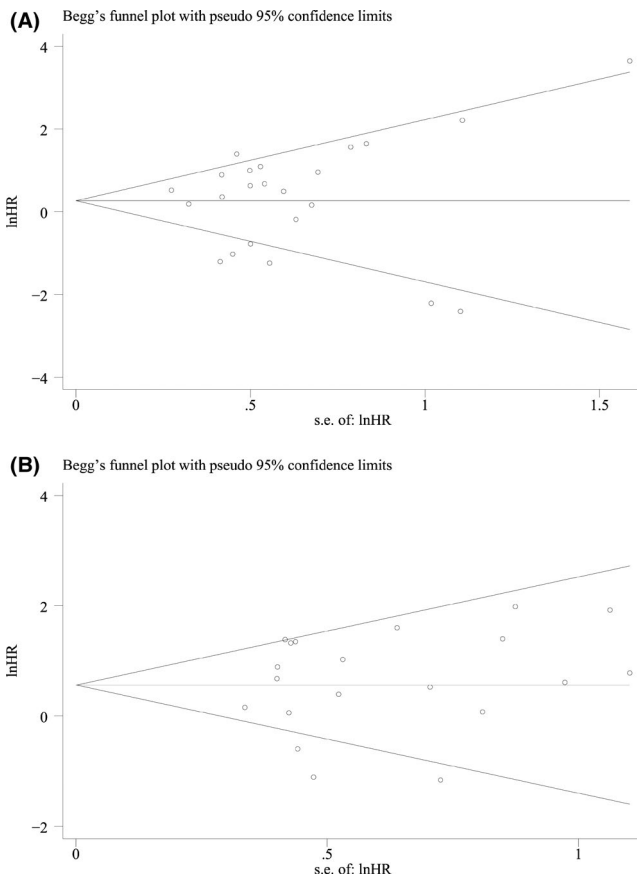 (A) Begg's funnel plot with pseudo 95% confidence limits
4
2
0
−2
−4
lnHR
0 .5 1 1.5
s.e. of: lnHR
(B) Begg's funnel plot with pseudo 95% confidence limits
4
2
0
−2
lnHR
0 .5 1
s.e. of: lnHR